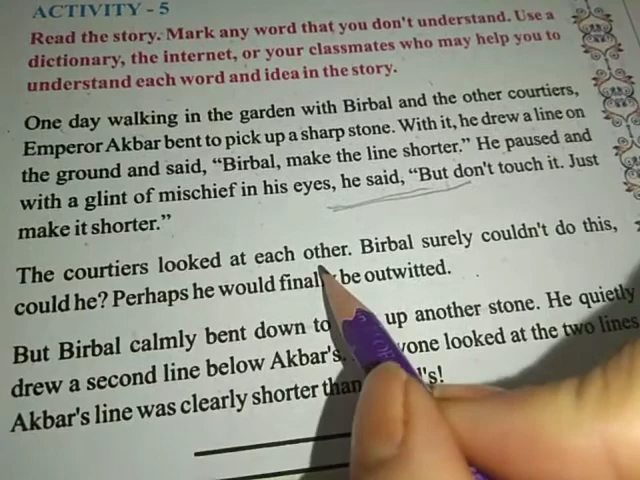 ACTIVITY - 5
Read the story. Mark any word that you don't understand. Use a
dictionary, the internet, or your classmates who may help you to
understand each word and idea in the story.
One day walking in the garden with Birbal and the other courtiers,
Emperor Akbar bent to pick up a sharp stone. With it, he drew a line on
the ground and said, “Birbal, make the line shorter.” He paused and
with a glint of mischief in his eyes, he said, “But don't touch it. Just
make it shorter.”
The courtiers looked at each other. Birbal surely couldn't do this,
could he? Perhaps he would finally be outwitted.
But Birbal calmly bent down to up another stone. He quietly
drew a second line below Akbar's. looked at the two lines.
Akbar's line was clearly shorter than